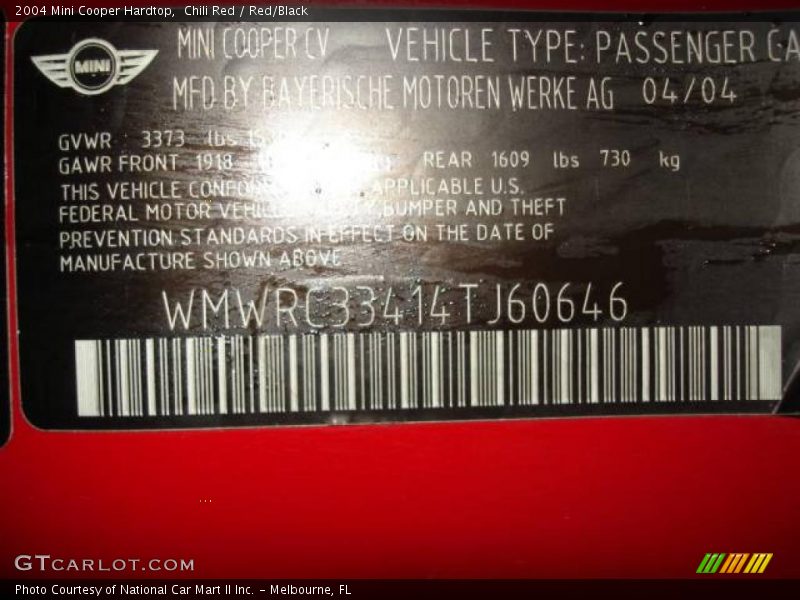 2004 Mini Cooper Hardtop,  Chili Red / Red/Black
MINI
MINI COOPER CV VEHICLE TYPE: PASSENGER CA
MFD BY BAYERISCHE MOTOREN WERKE AG 04/04
GVWR 3373 lbs
GAWR FRONT 1918 REAR 1609 lbs 730 kg
THIS VEHICLE APPLICABLE U.S.
FEDERAL MOTOR BUMPER AND THEFT
PREVENTION STANDARDS IN EFFECT ON THE DATE OF
MANUFACTURE SHOWN ABOVE
WMWRC33414TJ60646
...
GTCARLOT.COM
Photo Courtesy of National Car Mart II Inc. - Melbourne, FL